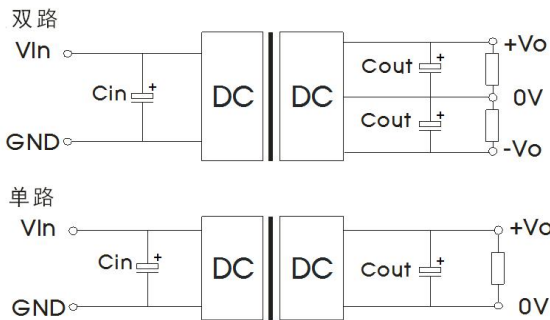 双路
VIn
Cin
+
DC
DC
Cout
+
+Vo
0V
Cout
+
GND
-Vo
单路
VIn
Cin
+
DC
DC
Cout
+
+Vo
GND
0V